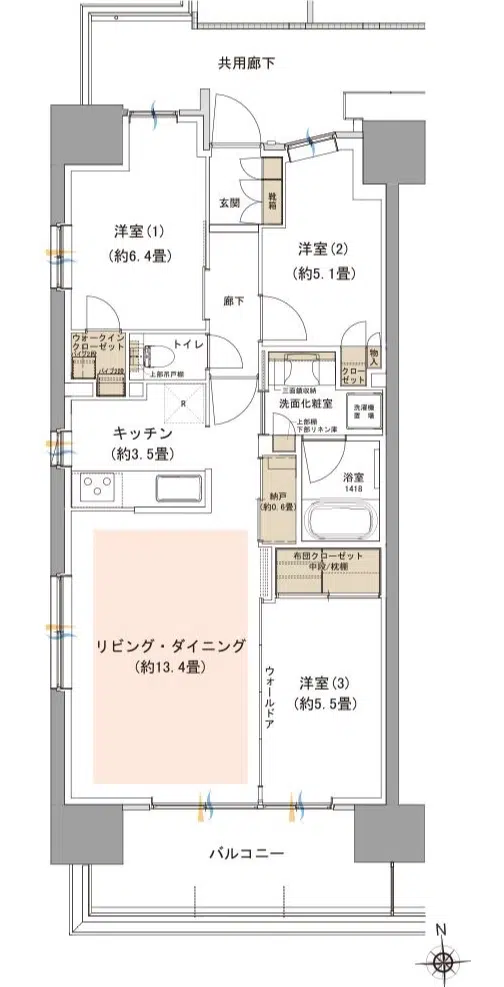 共用廊下
玄関
靴箱
洋室(1)
(約6.4畳)
洋室(2)
(約5.1畳)
廊下
ウォークイン
クローゼット
パイプ2段
パイプ2段
トイレ
上部吊戸棚
クロー
ゼット
物入
三面鏡収納
洗面化粧室
洗濯機
置場
上部棚
下部リネン庫
R
キッチン
(約3.5畳)
浴室
1418
納戸
(約0.6畳)
布団クローゼット
中段/枕棚
リビング・ダイニング
(約13.4畳)
ウォールドア
洋室(3)
(約5.5畳)
バルコニー
N